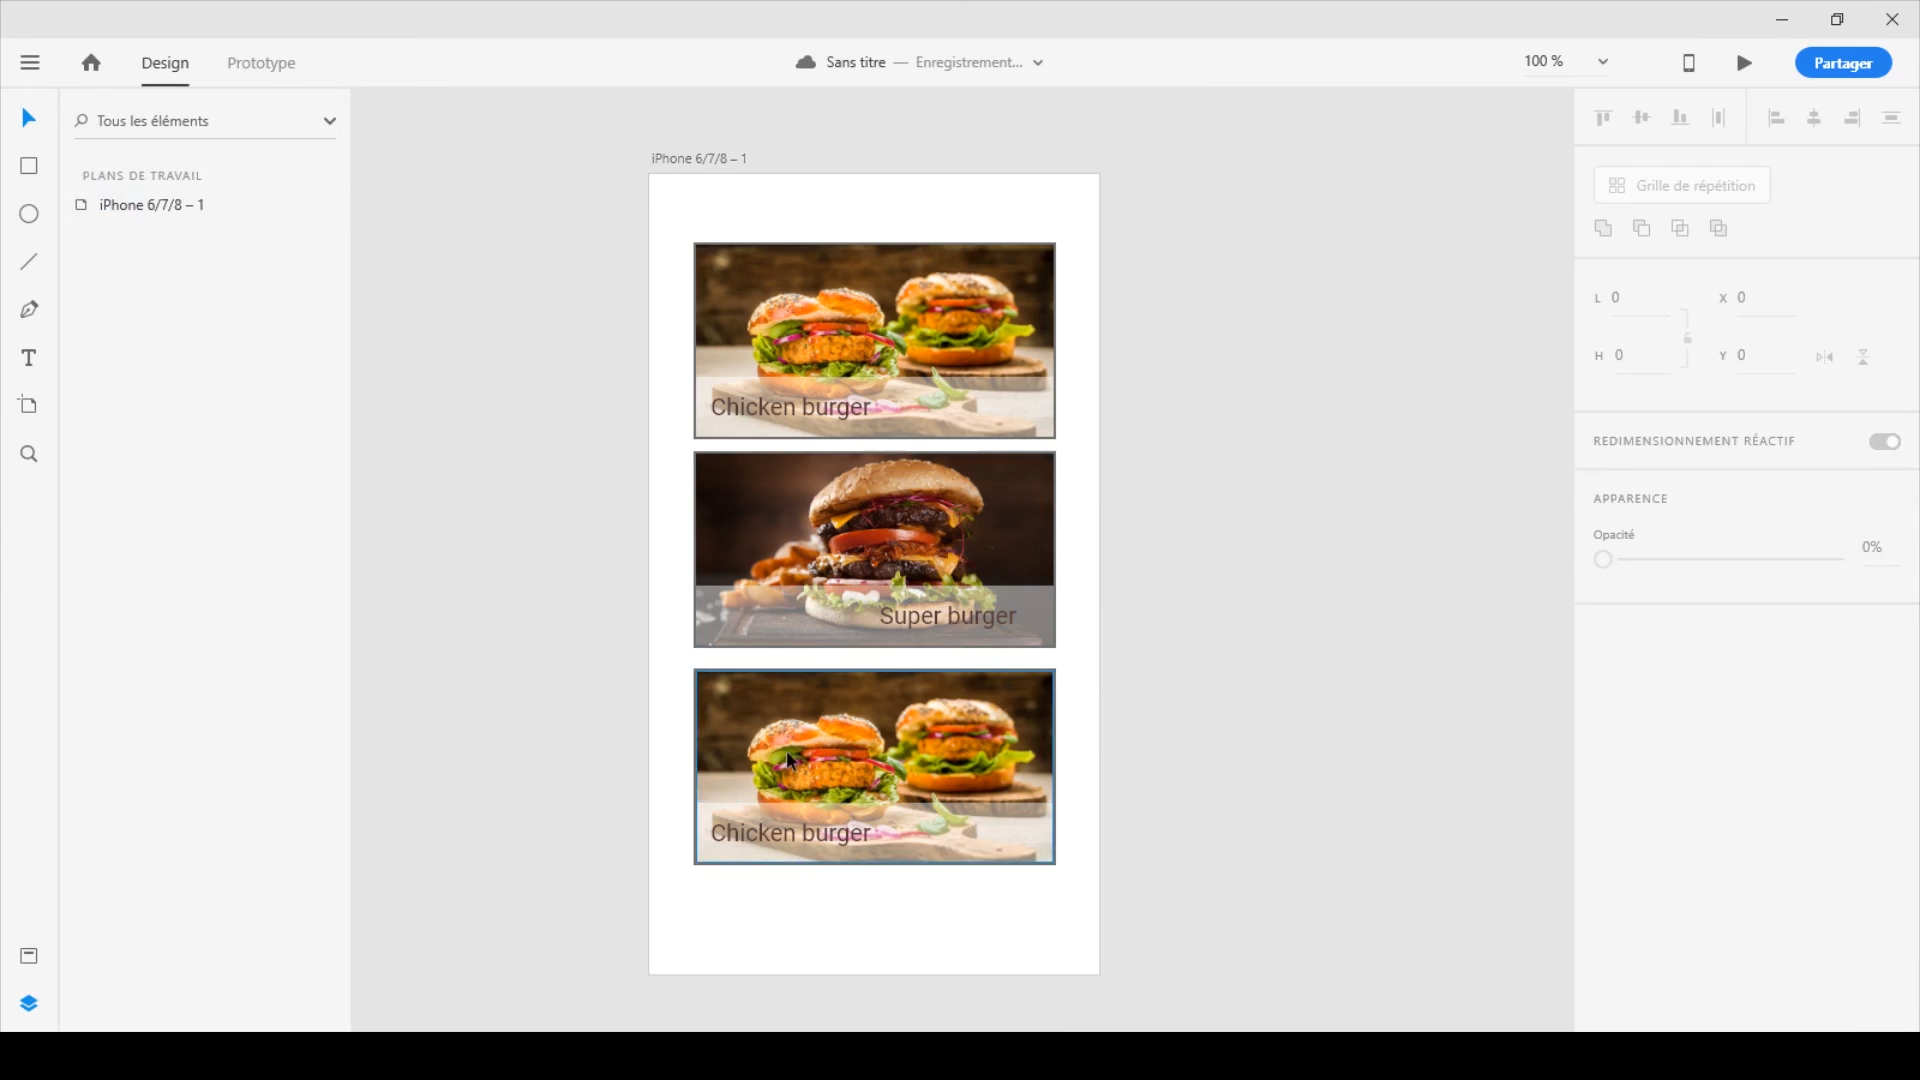 Design
Prototype
Sans titre — Enregistrement...
100 %
Partager
Tous les éléments
PLANS DE TRAVAIL
iPhone 6/7/8 – 1
iPhone 6/7/8 – 1
Chicken burger
Super burger
Chicken burger
Grille de répétition
L 0
X 0
H 0
Y 0
REDIMENSIONNEMENT RÉACTIF
APPARENCE
Opacité
0%